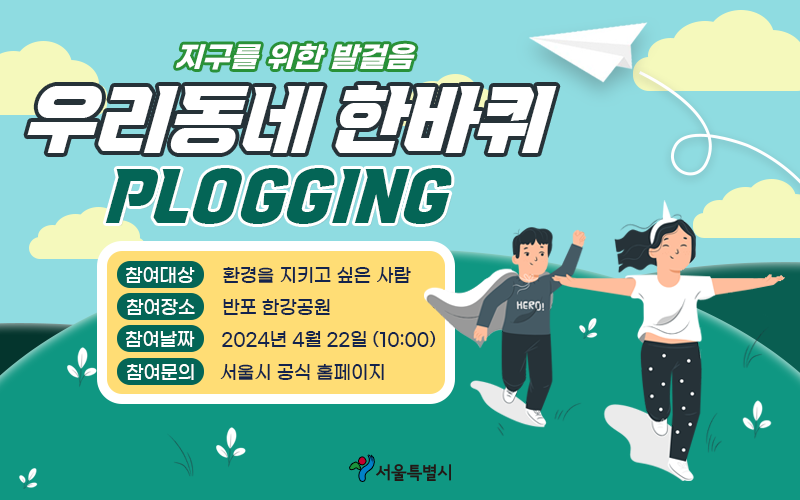 지구를 위한 발걸음
우리동네 한바퀴
PLOGGING
참여대상 환경을 지키고 싶은 사람
참여장소 반포 한강공원
참여날짜 2024년 4월 22일 (10:00)
참여문의 서울시 공식 홈페이지
HERO!
서울특별시